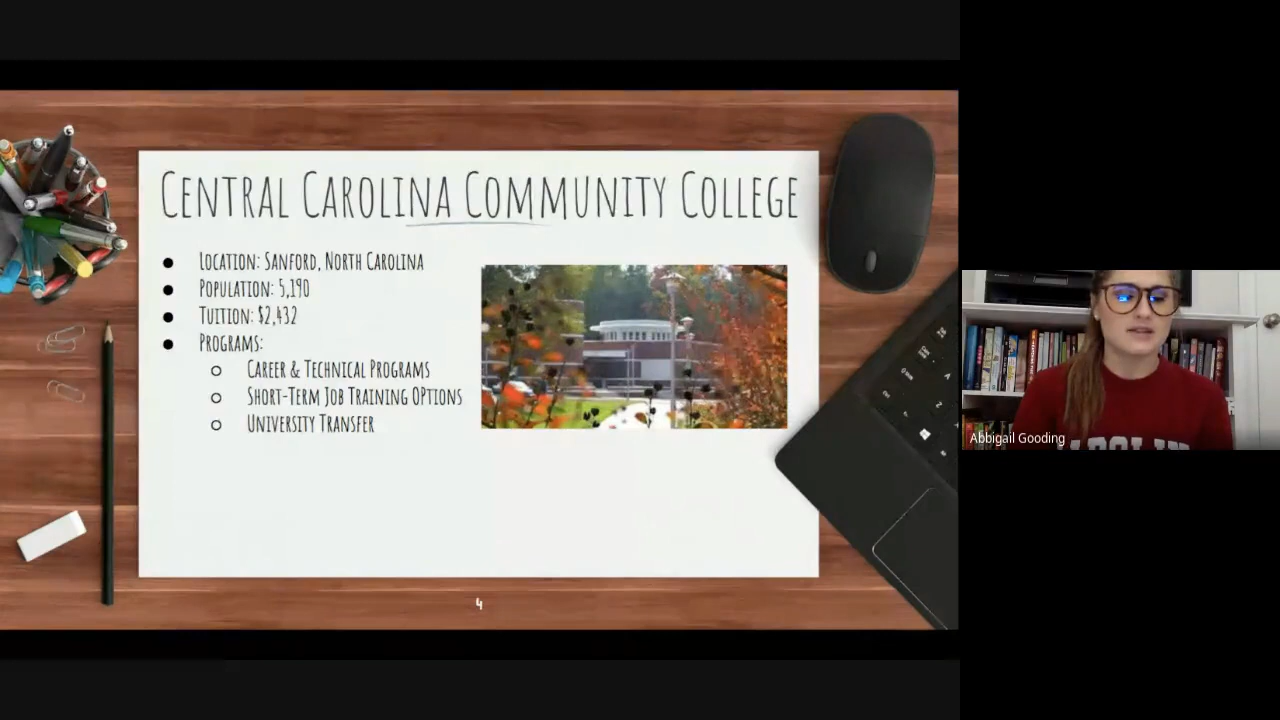 Central Carolina Community College
Location: Sanford, North Carolina
Population: 5,190
Tuition: $2,432
Programs:
Career & Technical Programs
Short-Term Job Training Options
University Transfer
4
Abbigail Gooding